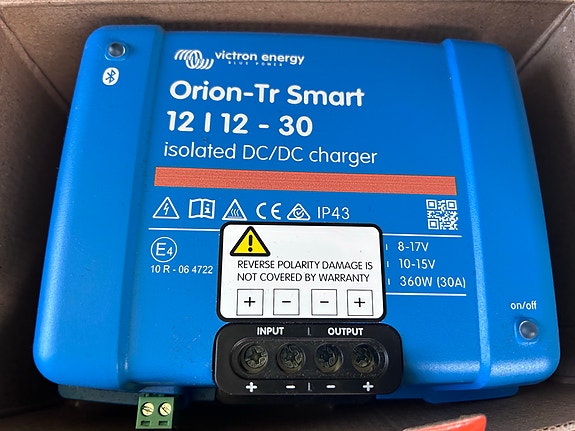 victron energy
BLUE POWER
Orion-Tr Smart
12 | 12 - 30
isolated DC/DC charger
CE IP43
E4
10 R - 06 4722
8-17V
10-15V
360W (30A)
REVERSE POLARITY DAMAGE IS
NOT COVERED BY WARRANTY
+ − − +
on/off
INPUT | OUTPUT
+ − | − +